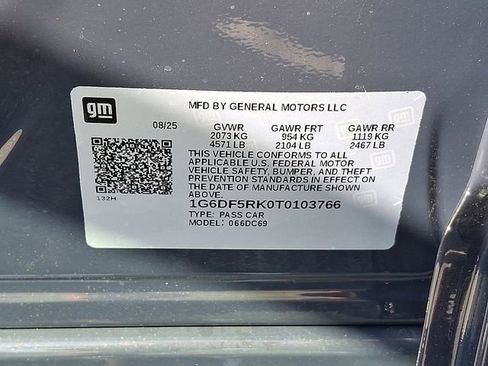 gm
MFD BY GENERAL MOTORS LLC
08/25 GVWR GAWR FRT GAWR RR
2073 KG 954 KG 1119 KG
4571 LB 2104 LB 2467 LB
THIS VEHICLE CONFORMS TO ALL
APPLICABLE U.S. FEDERAL MOTOR
VEHICLE SAFETY, BUMPER, AND THEFT
PREVENTION STANDARDS IN EFFECT ON
THE DATE OF MANUFACTURE SHOWN
ABOVE.
132H
1G6DF5RK0T0103766
TYPE: PASS CAR
MODEL: 066DC69